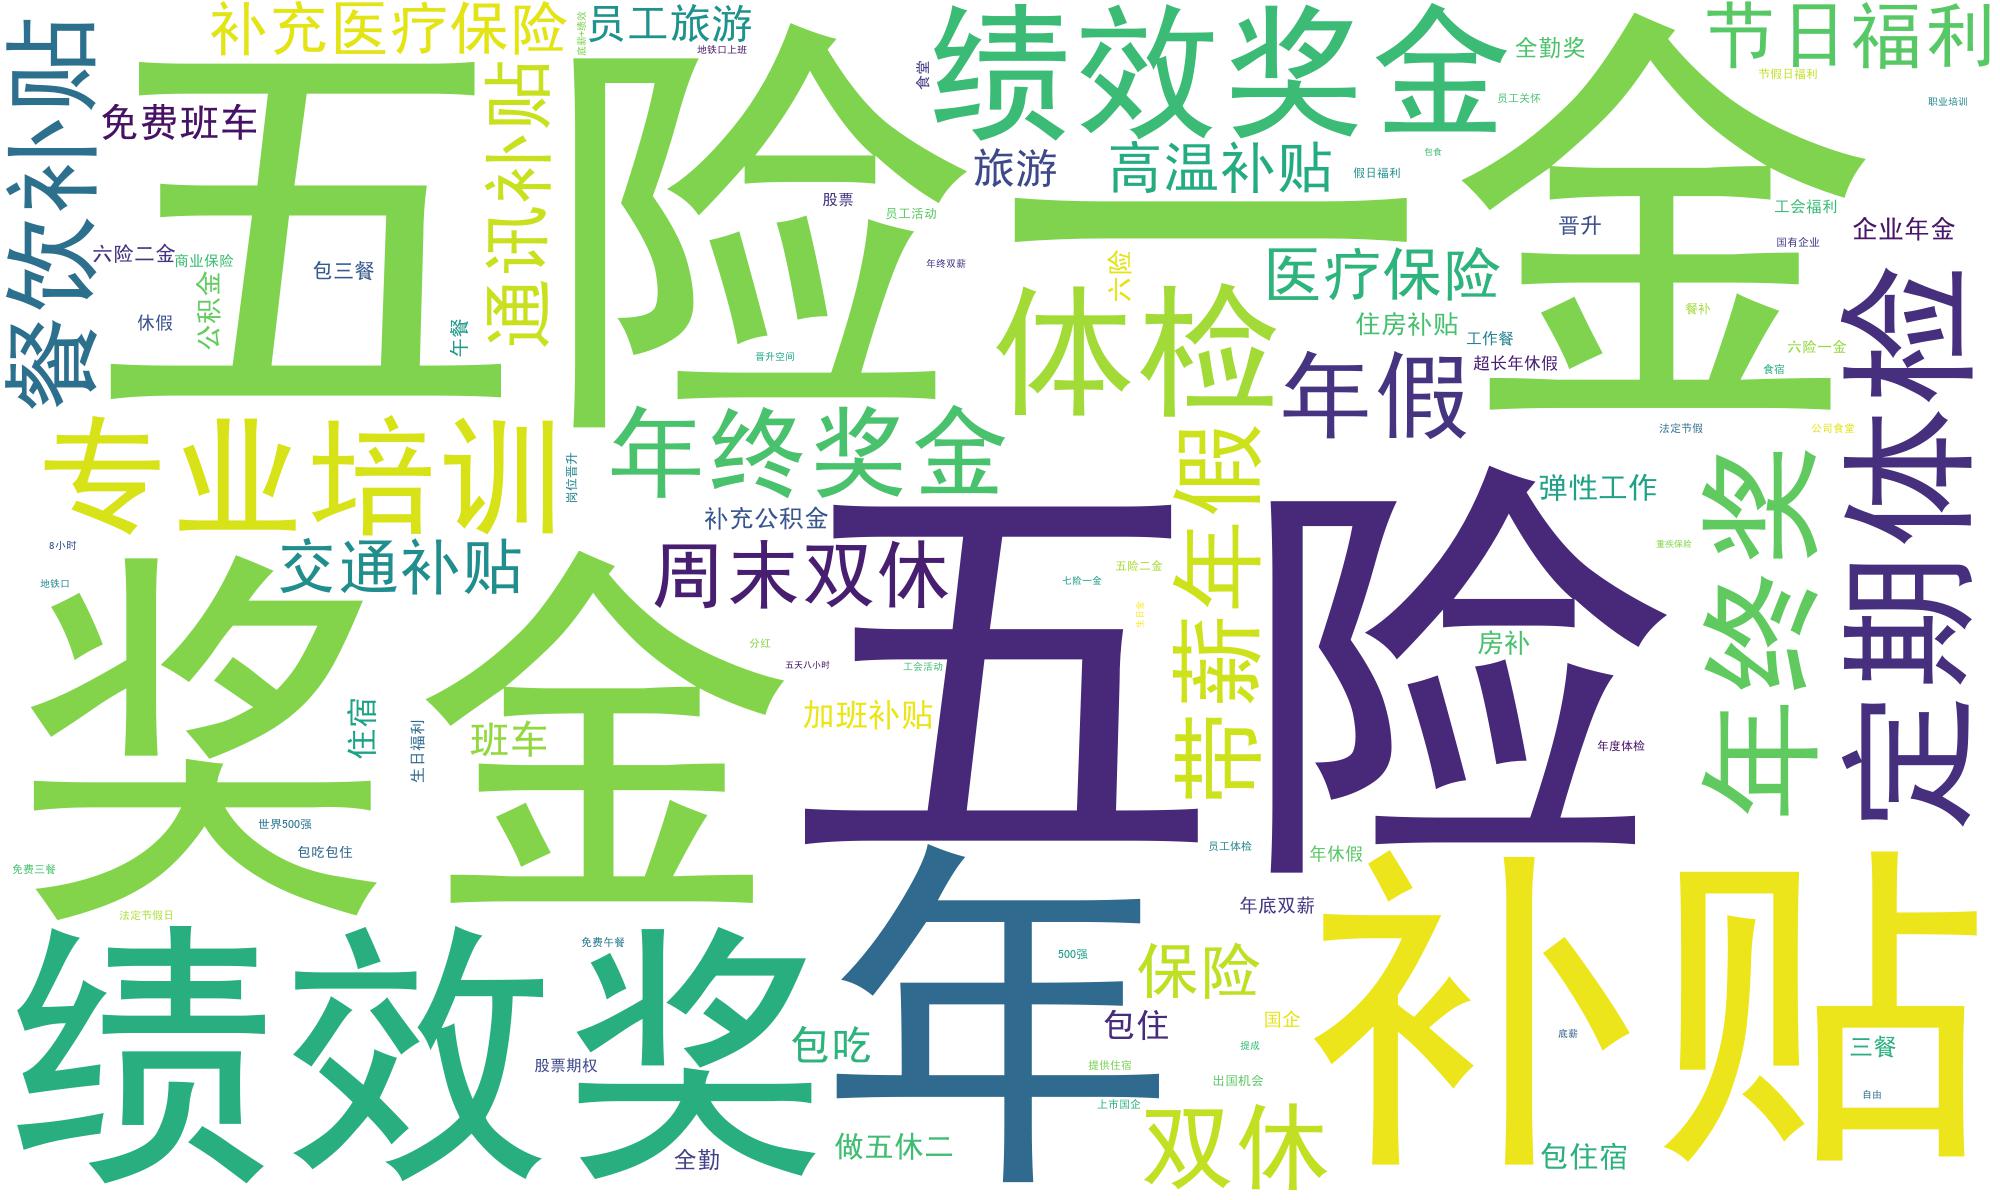 补充医疗保险
底薪+绩效
员工旅游
地铁口上班
绩效奖金
全勤奖
节日福利
餐饮补贴
免费班车
五险一金
通讯补贴
食堂
节假日福利
员工关怀
职业培训
旅游
高温补贴
包食
假日福利
股票
员工活动
晋升
工会福利
国有企业
企业年金
六险二金
商业保险
包三餐
公积金
年终双薪
六险
医疗保险
休假
午餐
晋升空间
体检
住房补贴
工作餐
餐补
六险一金
年假
超长年休假
食宿
定期体检
专业培训
岗位晋升
年终奖金
带薪年假
法定节假
公司食堂
弹性工作
年终奖
补充公积金
五险
8小时
地铁口
交通补贴
周末双休
七险一金
五险二金
生日金
重疾保险
奖金
分红
五天八小时
工会活动
房补
住宿
生日福利
班车
加班补贴
年度体检
世界500强
包吃包住
免费三餐
员工体检
年休假
法定节假日
年底双薪
补贴
绩效奖
免费午餐
年
500强
保险
包吃
包住
国企
底薪
三餐
股票期权
提供住宿
提成
出国机会
自由
上市国企
双休
全勤
做五休二
包住宿